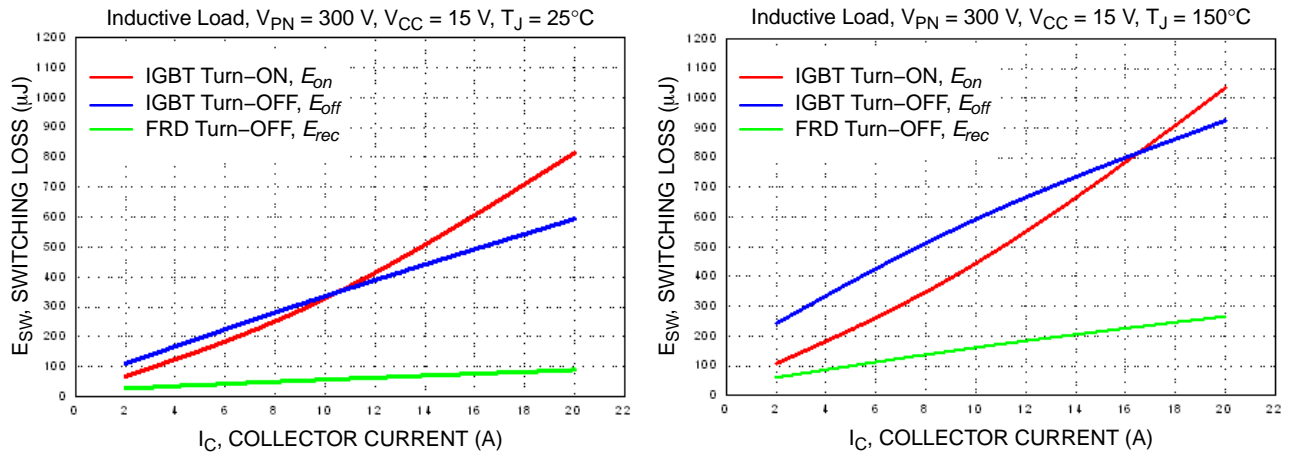 Inductive Load, VPN = 300 V, VCC = 15 V, TJ = 25°C
1200
1100
1000
900
800
700
600
500
400
300
200
100
0
ESW, SWITCHING LOSS (μJ)
IGBT Turn−ON, Eon
IGBT Turn−OFF, Eoff
FRD Turn−OFF, Erec
0 2 4 6 8 10 12 14 16 18 20 22
IC, COLLECTOR CURRENT (A)
Inductive Load, VPN = 300 V, VCC = 15 V, TJ = 150°C
1200
1100
1000
900
800
700
600
500
400
300
200
100
0
ESW, SWITCHING LOSS (μJ)
IGBT Turn−ON, Eon
IGBT Turn−OFF, Eoff
FRD Turn−OFF, Erec
0 2 4 6 8 10 12 14 16 18 20 22
IC, COLLECTOR CURRENT (A)